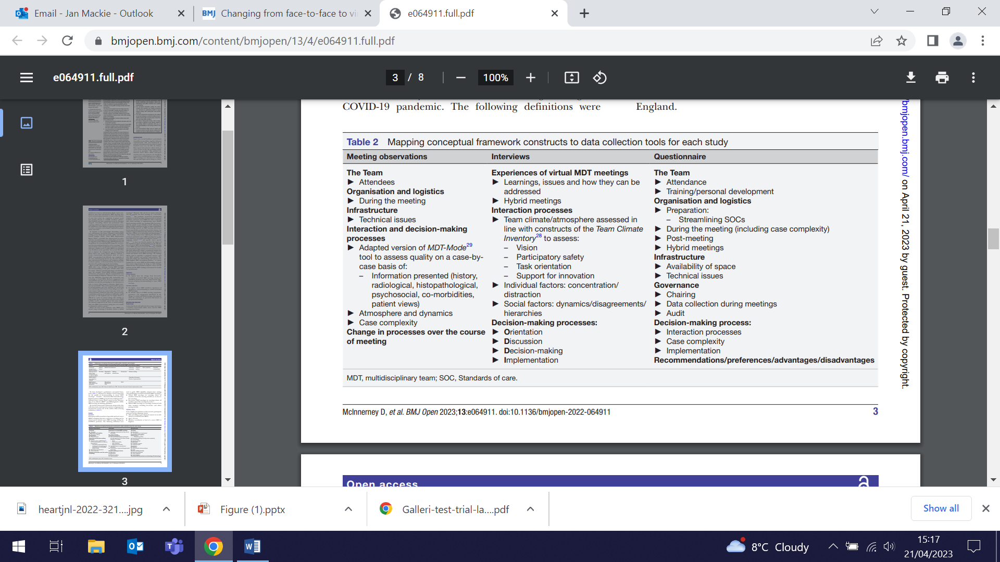 Email - Jan Mackie - Outlook
BMJ Changing from face-to-face to vi
e064911.full.pdf
bmjopen.bmj.com/content/bmjopen/13/4/e064911.full.pdf
e064911.full.pdf
3 / 8
100%
1
2
3
COVID-19 pandemic. The following definitions were
England.
Table 2 Mapping conceptual framework constructs to data collection tools for each study
Meeting observations
The Team
► Attendees
Organisation and logistics
► During the meeting
Infrastructure
► Technical issues
Interaction and decision-making
processes
► Adapted version of MDT-Mode29
tool to assess quality on a case-by-
case basis of:
– Information presented (history,
radiological, histopathological,
psychosocial, co-morbidities,
patient views)
► Atmosphere and dynamics
► Case complexity
Change in processes over the course
of meeting
Interviews
Experiences of virtual MDT meetings
► Learnings, issues and how they can be
addressed
► Hybrid meetings
Interaction processes
► Team climate/atmosphere assessed in
line with constructs of the Team Climate
Inventory28 to assess:
– Vision
– Participatory safety
– Task orientation
– Support for innovation
► Individual factors: concentration/
distraction
► Social factors: dynamics/disagreements/
hierarchies
Decision-making processes:
► Orientation
► Discussion
► Decision-making
► Implementation
Questionnaire
The Team
► Attendance
► Training/personal development
Organisation and logistics
► Preparation:
– Streamlining SOCs
► During the meeting (including case complexity)
► Post-meeting
► Hybrid meetings
Infrastructure
► Availability of space
► Technical issues
Governance
► Chairing
► Data collection during meetings
► Audit
Decision-making process:
► Interaction processes
► Case complexity
► Implementation
Recommendations/preferences/advantages/disadvantages
MDT, multidisciplinary team; SOC, Standards of care.
McInnerney D, et al. BMJ Open 2023;13:e064911. doi:10.1136/bmjopen-2022-064911
3
/bmjopen.bmj.com/ on April 21, 2023 by guest. Protected by copyright.
Open access
heartjnl-2022-321....jpg
Figure (1).pptx
Galleri-test-trial-la....pdf
Show all
8°C Cloudy
15:17
21/04/2023